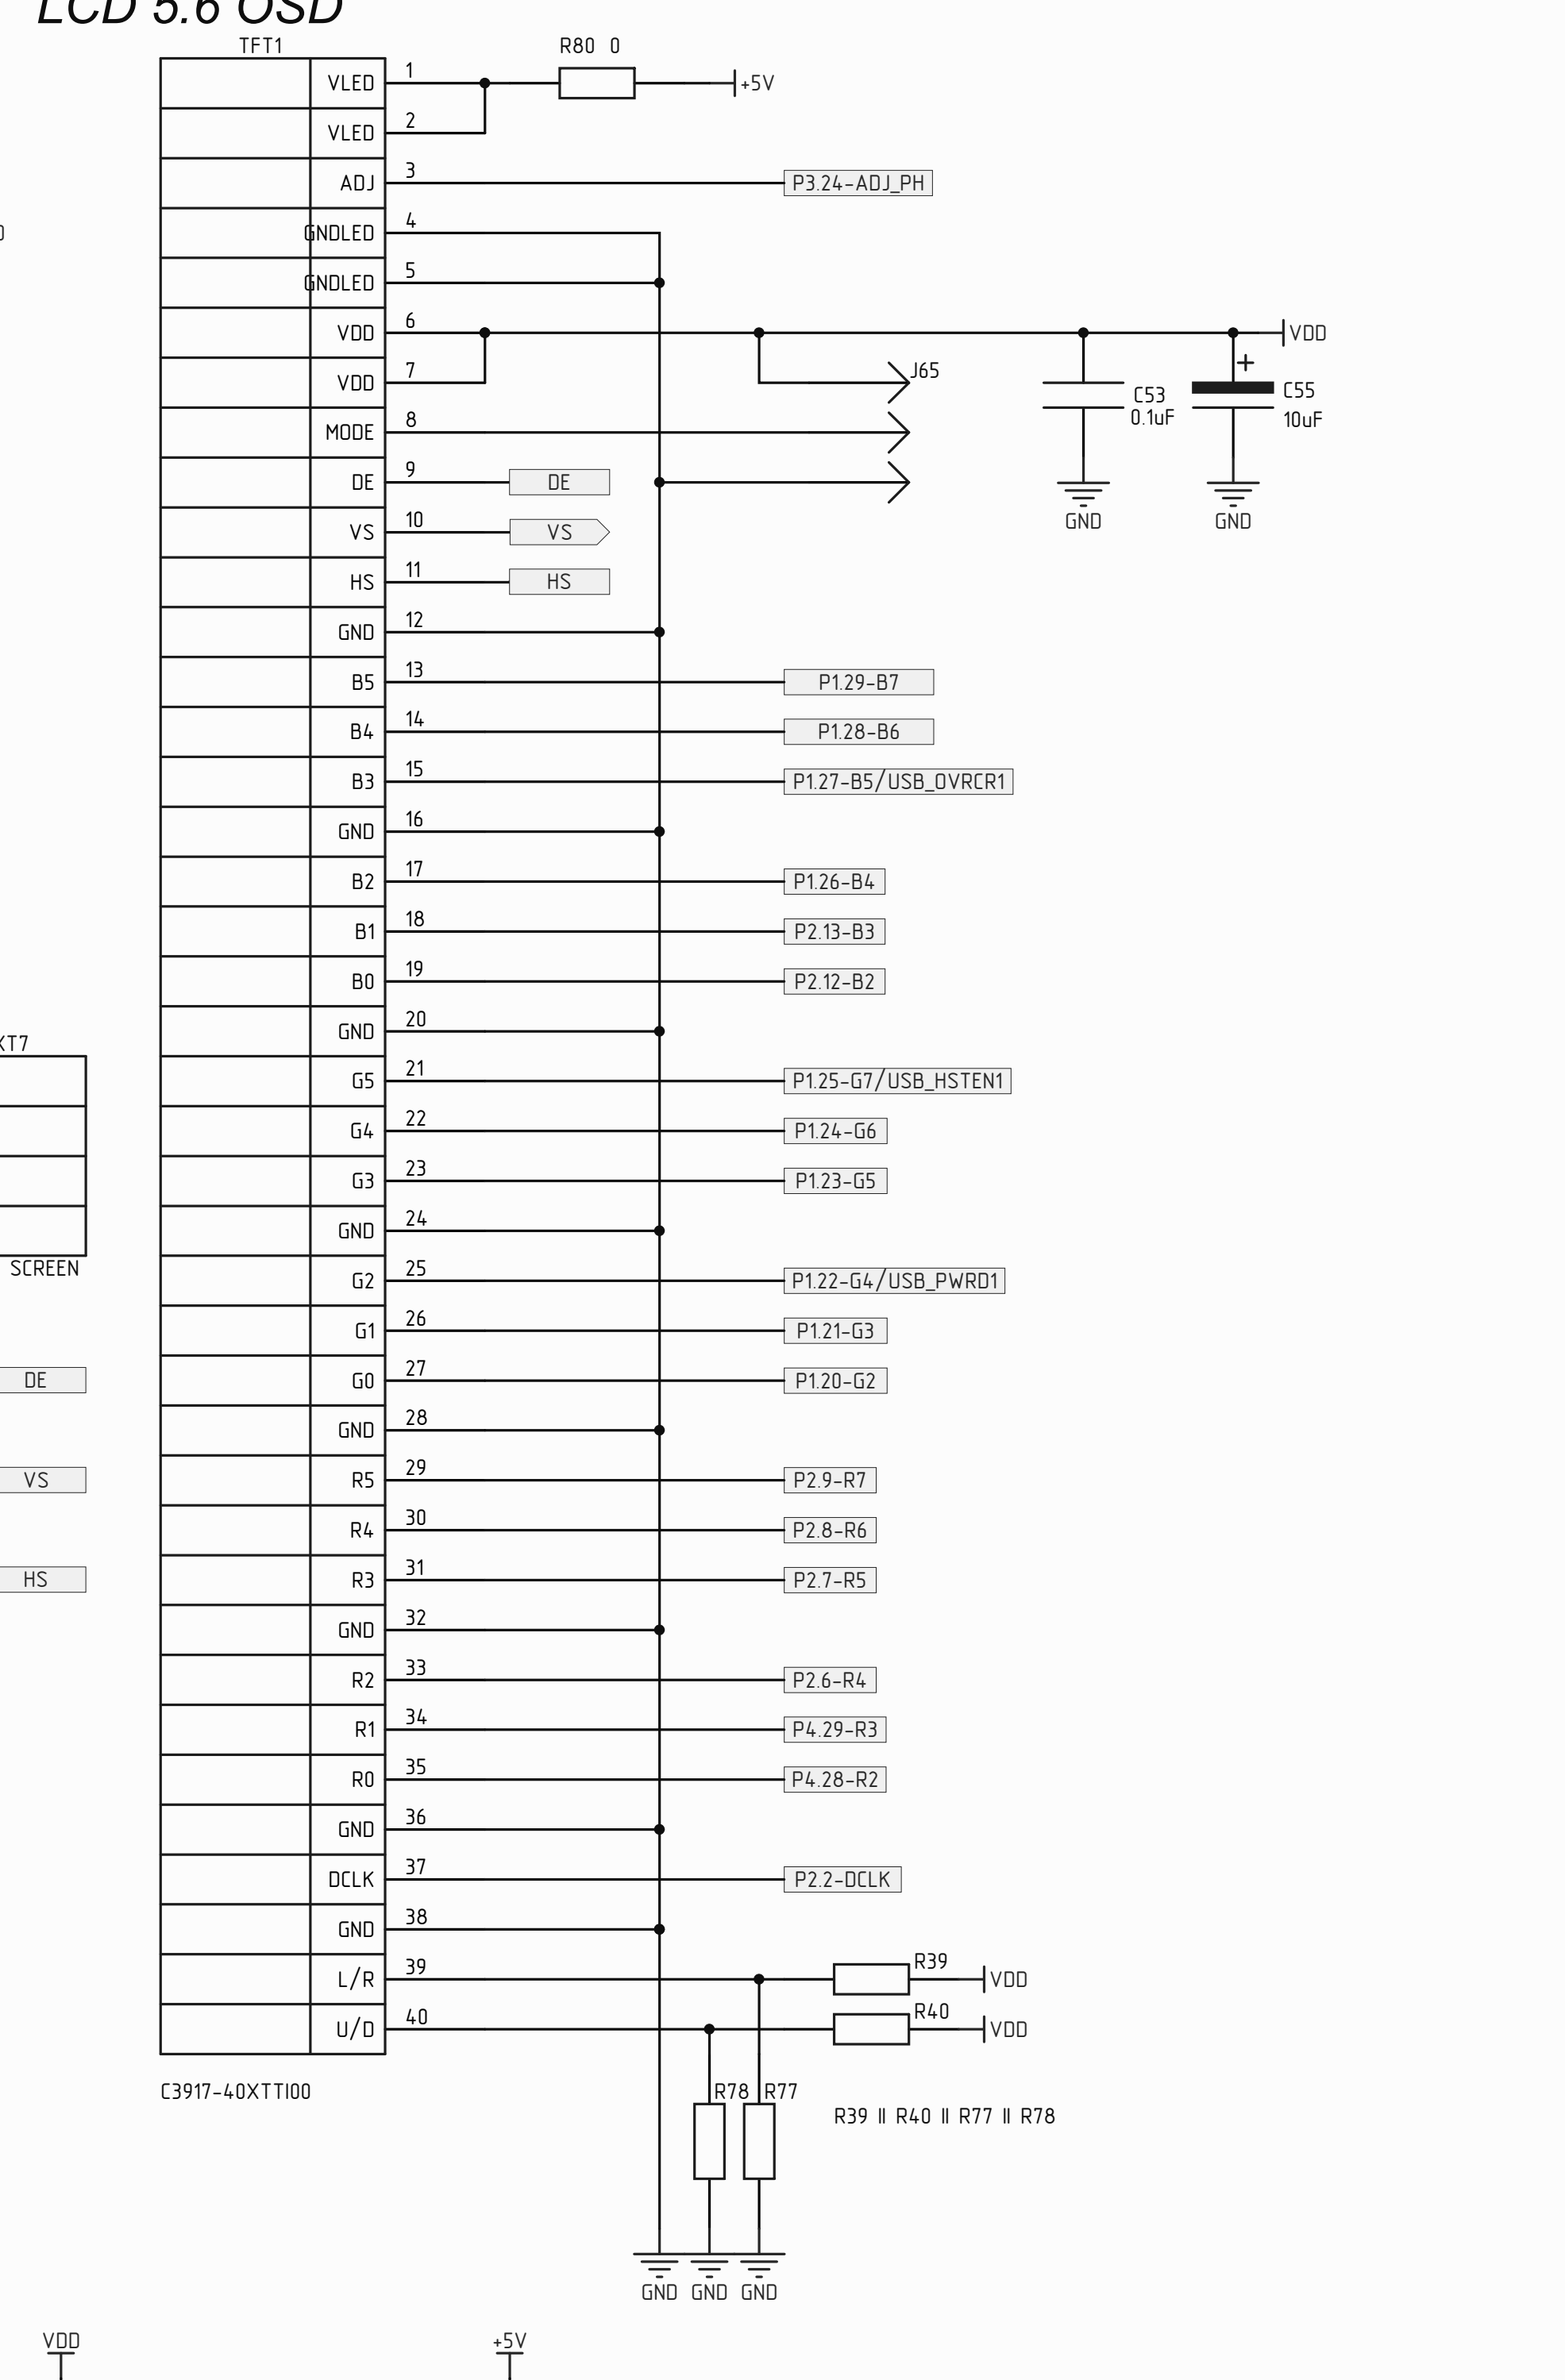 LCD 5.6 OSD
TFT1
R80 0
VLED 1
+5V
VLED 2
ADJ 3 P3.24-ADJ_PH
GNDLED 4
GNDLED 5
VDD 6 VDD
+
VDD 7 J65
C53
0.1uF
C55
10uF
MODE 8
DE 9 DE
VS 10 VS
GND GND
HS 11 HS
GND 12
B5 13 P1.29-B7
B4 14 P1.28-B6
B3 15 P1.27-B5/USB_OVRCR1
GND 16
B2 17 P1.26-B4
B1 18 P2.13-B3
B0 19 P2.12-B2
GND 20
XT7
G5 21 P1.25-G7/USB_HSTEN1
G4 22 P1.24-G6
G3 23 P1.23-G5
GND 24
SCREEN
G2 25 P1.22-G4/USB_PWRD1
G1 26 P1.21-G3
DE
G0 27 P1.20-G2
GND 28
VS
R5 29 P2.9-R7
R4 30 P2.8-R6
HS
R3 31 P2.7-R5
GND 32
R2 33 P2.6-R4
R1 34 P4.29-R3
R0 35 P4.28-R2
GND 36
DCLK 37 P2.2-DCLK
GND 38
L/R 39 R39 VDD
U/D 40 R40 VDD
C3917-40XTTI00
R78 R77
R39 || R40 || R77 || R78
GND GND GND
VDD
+5V